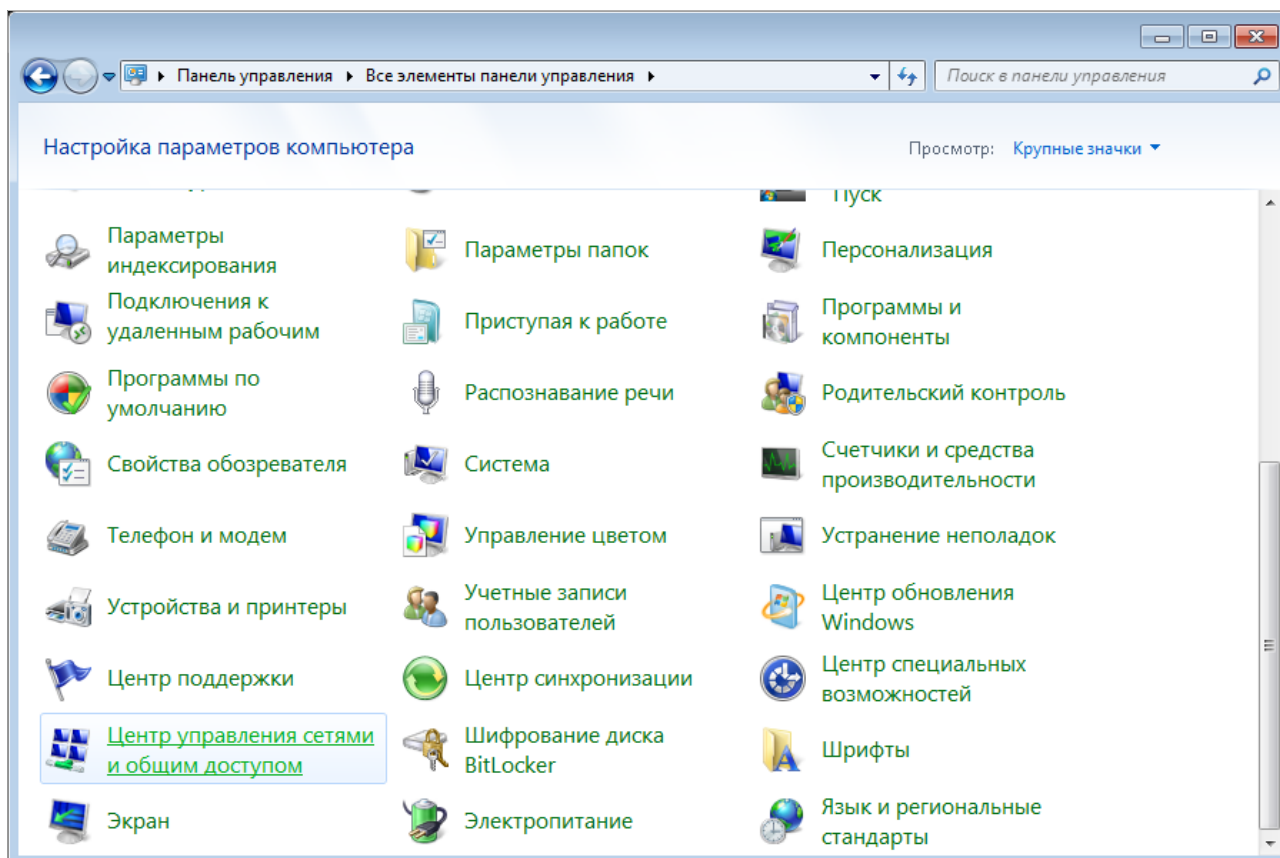 Панель управления ▸ Все элементы панели управления ▸
Поиск в панели управления
Настройка параметров компьютера
Просмотр: Крупные значки
Пуск
Параметры
индексирования
Параметры папок
Персонализация
Подключения к
удаленным рабочим
Приступая к работе
Программы и
компоненты
Программы по
умолчанию
Распознавание речи
Родительский контроль
Свойства обозревателя
Система
Счетчики и средства
производительности
Телефон и модем
Управление цветом
Устранение неполадок
Устройства и принтеры
Учетные записи
пользователей
Центр обновления
Windows
Центр поддержки
Центр синхронизации
Центр специальных
возможностей
Центр управления сетями
и общим доступом
Шифрование диска
BitLocker
Шрифты
Экран
Электропитание
Язык и региональные
стандарты